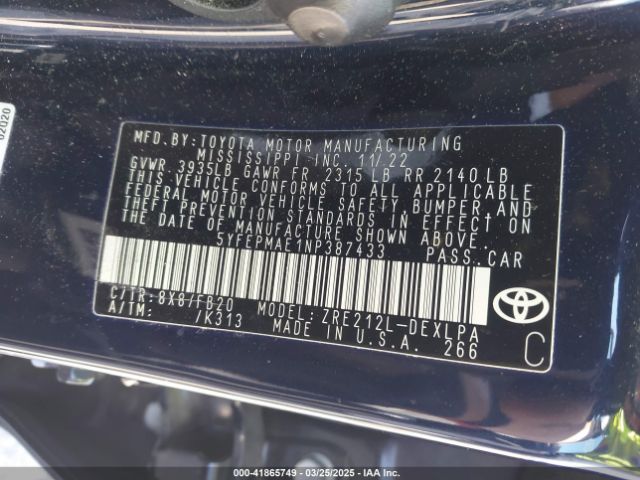 02020
MFD. BY: TOYOTA MOTOR MANUFACTURING
MISSISSIPPI INC. 11/22
GVWR 3935LB GAWR FR 2315 LB RR 2140 LB
THIS VEHICLE CONFORMS TO ALL APPLICABLE
FEDERAL MOTOR VEHICLE SAFETY, BUMPER, AND
THEFT PREVENTION STANDARDS IN EFFECT ON
THE DATE OF MANUFACTURE SHOWN ABOVE.
5YFEPMAE1NP387433 PASS. CAR
C/TR: 8X8/FB20 MODEL: ZRE212L-DEXLPA
A/TM: /K313 MADE IN U.S.A. 266
TOYOTA
C
00-41865749 / 03/25/2025 / IAA Inc.